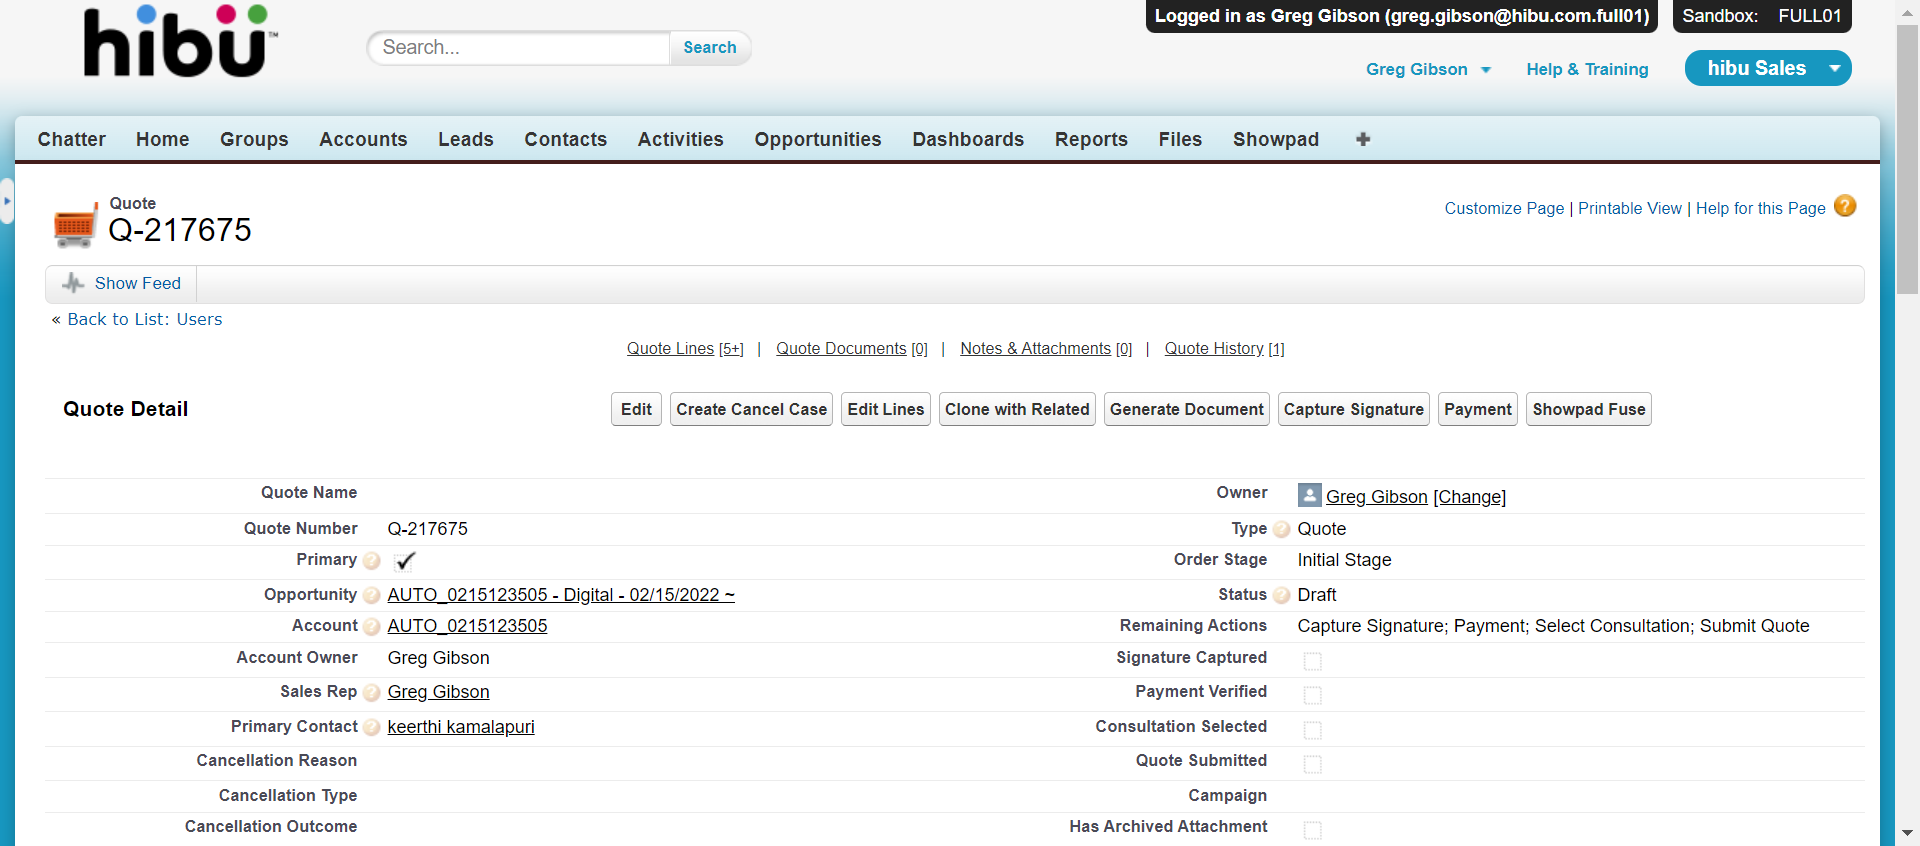 Logged in as Greg Gibson (greg.gibson@hibu.com.full01)
Sandbox: FULL01
hibu™
Search...
Search
Greg Gibson
Help & Training
hibu Sales
Chatter Home Groups Accounts Leads Contacts Activities Opportunities Dashboards Reports Files Showpad
Quote
Q-217675
Customize Page | Printable View | Help for this Page ?
Show Feed
« Back to List: Users
Quote Lines [5+] | Quote Documents [0] | Notes & Attachments [0] | Quote History [1]
Quote Detail
Edit Create Cancel Case Edit Lines Clone with Related Generate Document Capture Signature Payment Showpad Fuse
Quote Name
Owner Greg Gibson [Change]
Quote Number Q-217675
Type ? Quote
Primary ?
Order Stage Initial Stage
Opportunity ? AUTO_0215123505 - Digital - 02/15/2022 ~
Status ? Draft
Account ? AUTO_0215123505
Remaining Actions Capture Signature; Payment; Select Consultation; Submit Quote
Account Owner Greg Gibson
Signature Captured
Sales Rep ? Greg Gibson
Payment Verified
Primary Contact ? keerthi kamalapuri
Consultation Selected
Cancellation Reason
Quote Submitted
Cancellation Type
Campaign
Cancellation Outcome
Has Archived Attachment